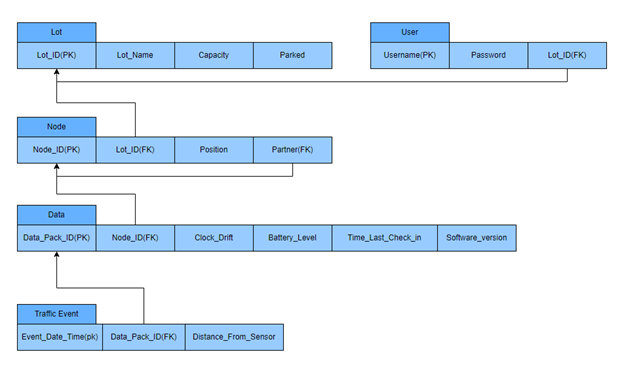 Lot
User
Lot_ID(PK) Lot_Name Capacity Parked
Username(PK) Password Lot_ID(FK)
Node
Node_ID(PK) Lot_ID(FK) Position Partner(FK)
Data
Data_Pack_ID(PK) Node_ID(FK) Clock_Drift Battery_Level Time_Last_Check_in Software_version
Traffic Event
Event_Date_Time(pk) Data_Pack_ID(FK) Distance_From_Sensor